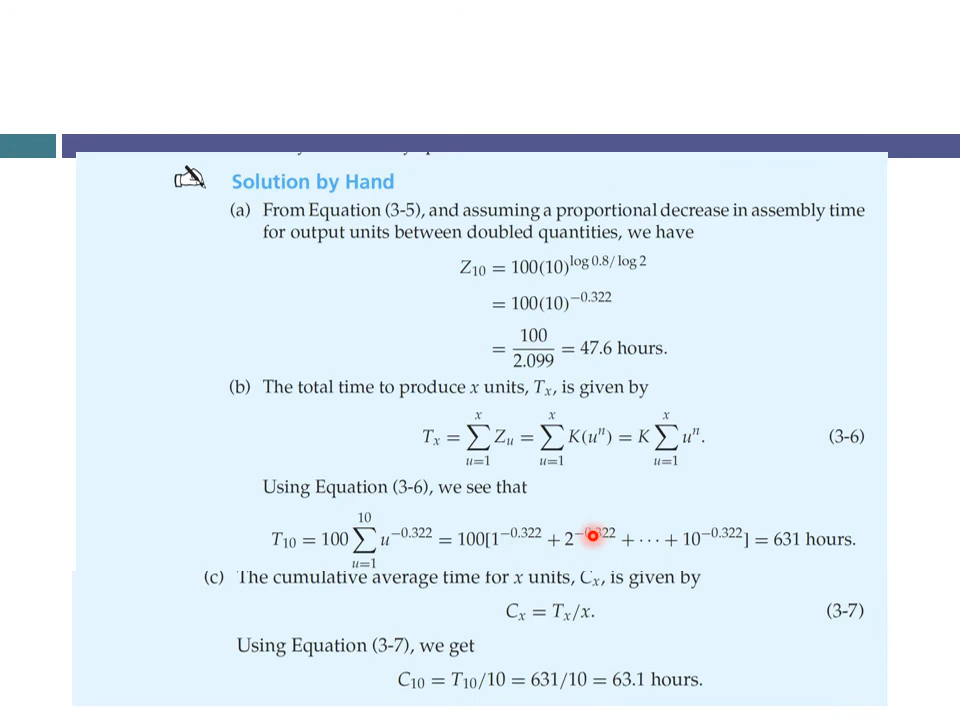 Solution by Hand
(a) From Equation (3-5), and assuming a proportional decrease in assembly time
for output units between doubled quantities, we have
Z₁₀ = 100(10)^(log 0.8/ log 2)
= 100(10)^(−0.322)
= 100/2.099 = 47.6 hours.
(b) The total time to produce x units, Tₓ, is given by
Tₓ = ∑_{u=1}^{x} Z_u = ∑_{u=1}^{x} K(uⁿ) = K ∑_{u=1}^{x} uⁿ. (3-6)
Using Equation (3-6), we see that
T₁₀ = 100 ∑_{u=1}^{10} u^(−0.322) = 100[1^(−0.322) + 2^(−0.322) + ··· + 10^(−0.322)] = 631 hours.
(c) The cumulative average time for x units, Cₓ, is given by
Cₓ = Tₓ/x. (3-7)
Using Equation (3-7), we get
C₁₀ = T₁₀/10 = 631/10 = 63.1 hours.